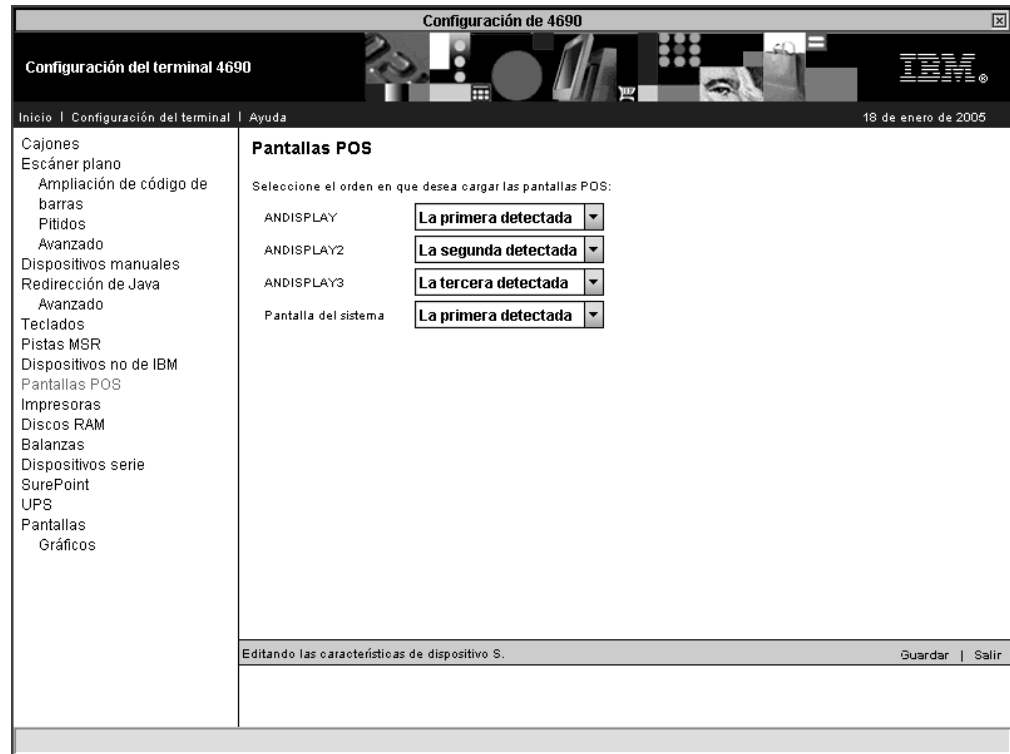 Configuración de 4690
Configuración del terminal 4690
IBM®
Inicio | Configuración del terminal | Ayuda
18 de enero de 2005
Cajones
Escáner plano
Ampliación de código de
barras
Pitidos
Avanzado
Dispositivos manuales
Redirección de Java
Avanzado
Teclados
Pistas MSR
Dispositivos no de IBM
Pantallas POS
Impresoras
Discos RAM
Balanzas
Dispositivos serie
SurePoint
UPS
Pantallas
Gráficos
Pantallas POS
Seleccione el orden en que desea cargar las pantallas POS:
ANDISPLAY La primera detectada
ANDISPLAY2 La segunda detectada
ANDISPLAY3 La tercera detectada
Pantalla del sistema La primera detectada
Editando las características de dispositivo S.
Guardar | Salir